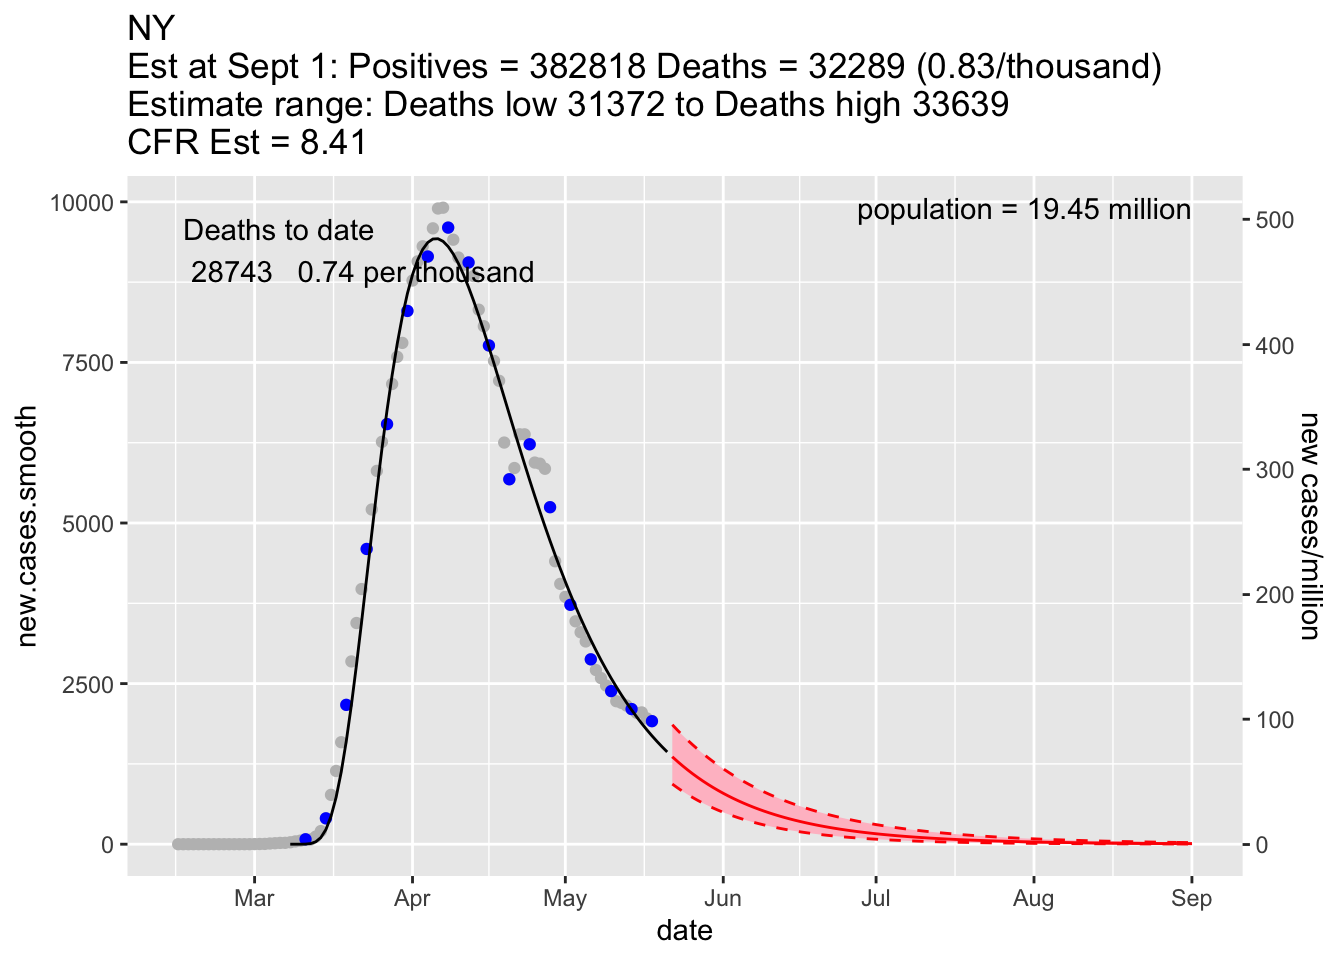 NY
Est at Sept 1: Positives = 382818 Deaths = 32289 (0.83/thousand)
Estimate range: Deaths low 31372 to Deaths high 33639
CFR Est = 8.41
Deaths to date
28743 0.74 per thousand
population = 19.45 million
new.cases.smooth
10000
7500
5000
2500
0
500
400
300
200
100
0
new cases/million
Mar Apr May Jun Jul Aug Sep
date